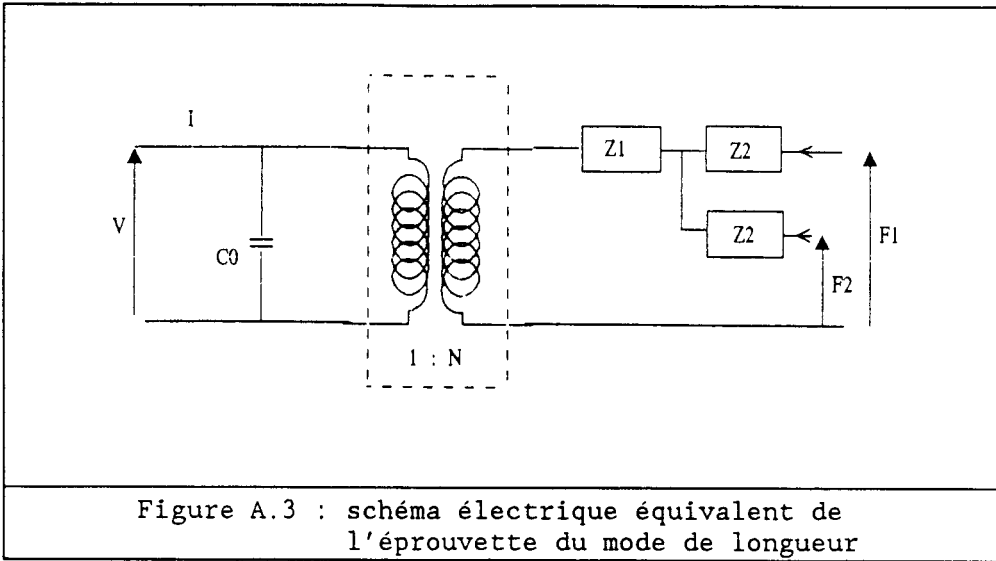 I
V
C0
1 : N
Z1
Z2
Z2
F1
F2
Figure A.3 : schéma électrique équivalent de
l'éprouvette du mode de longueur